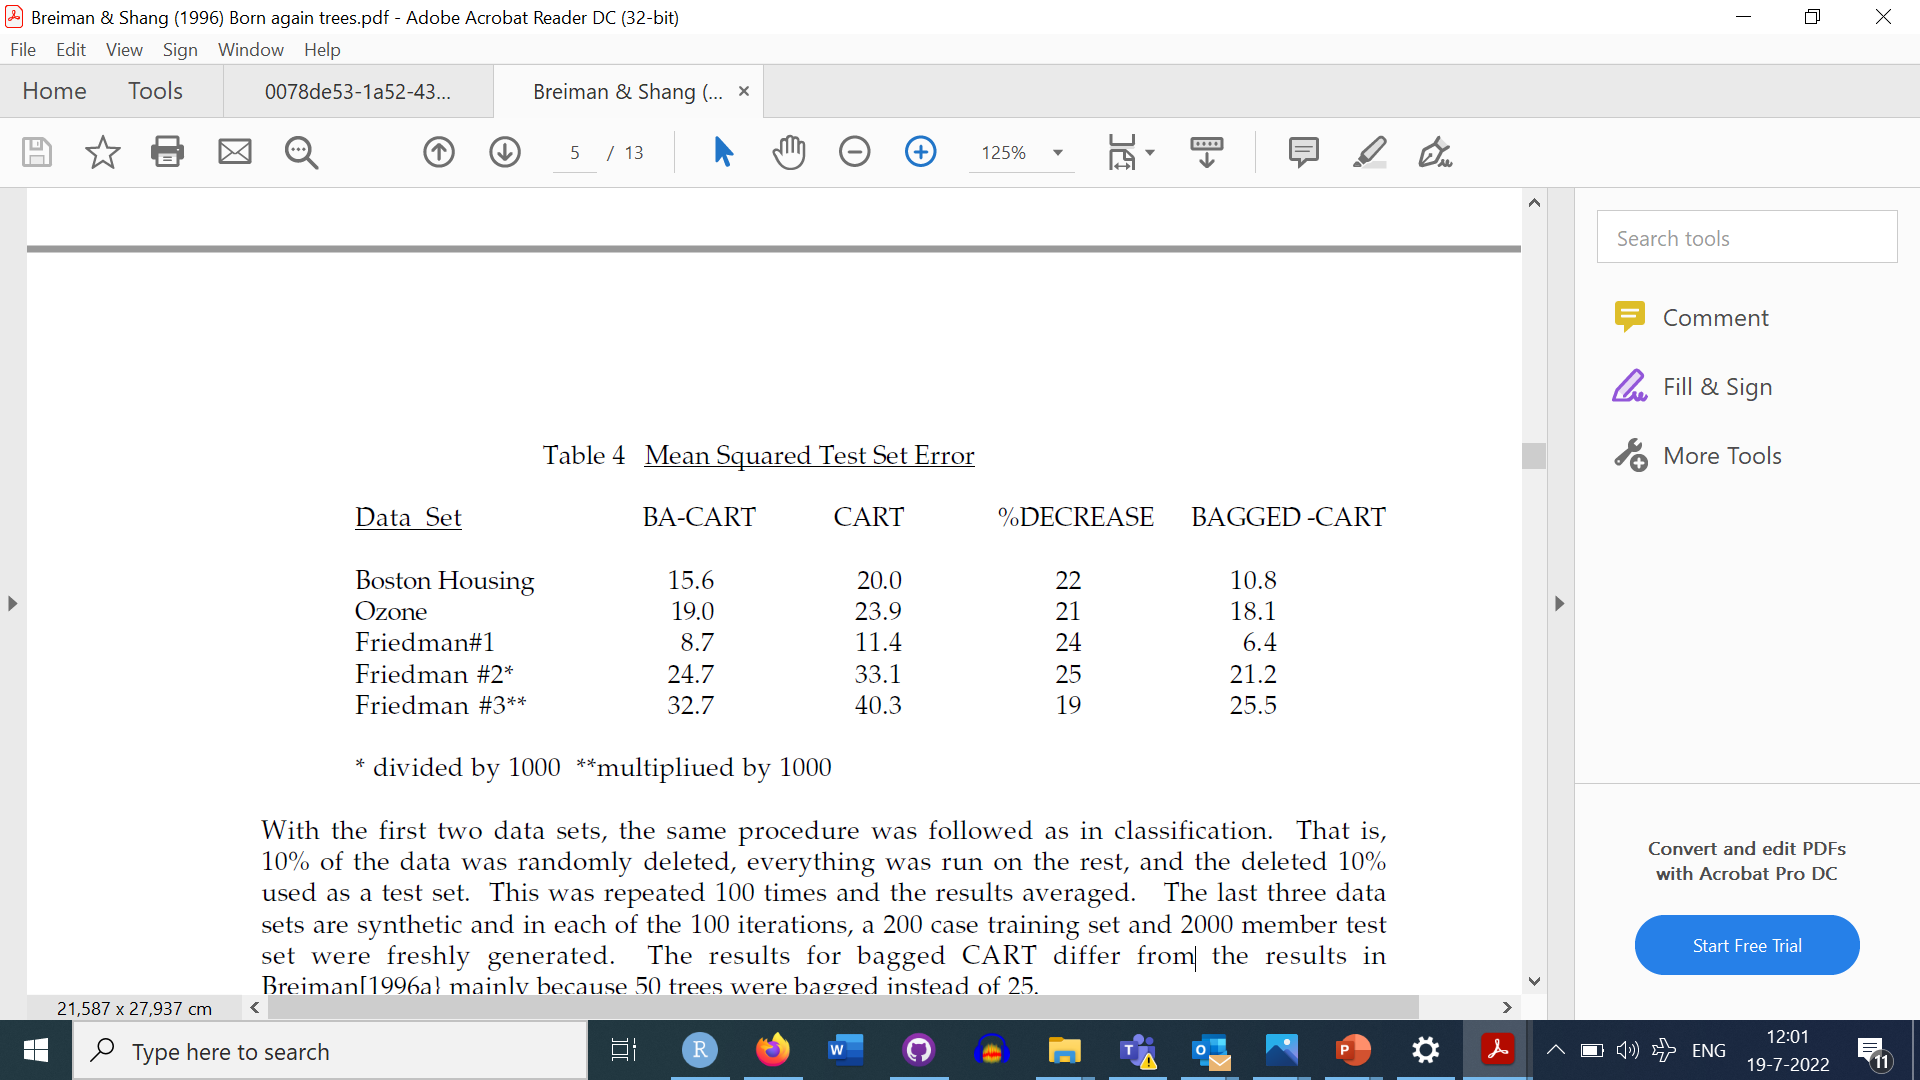 Breiman & Shang (1996) Born again trees.pdf - Adobe Acrobat Reader DC (32-bit)
File Edit View Sign Window Help
Home Tools 0078de53-1a52-43... Breiman & Shang (... ×
5 / 13 125%
Search tools
Comment
Fill & Sign
More Tools
Convert and edit PDFs
with Acrobat Pro DC
Start Free Trial
Table 4 Mean Squared Test Set Error
Data Set BA-CART CART %DECREASE BAGGED -CART
Boston Housing 15.6 20.0 22 10.8
Ozone 19.0 23.9 21 18.1
Friedman#1 8.7 11.4 24 6.4
Friedman #2* 24.7 33.1 25 21.2
Friedman #3** 32.7 40.3 19 25.5
* divided by 1000 **multipliued by 1000
With the first two data sets, the same procedure was followed as in classification. That is,
10% of the data was randomly deleted, everything was run on the rest, and the deleted 10%
used as a test set. This was repeated 100 times and the results averaged. The last three data
sets are synthetic and in each of the 100 iterations, a 200 case training set and 2000 member test
set were freshly generated. The results for bagged CART differ from the results in
Breiman[1996a} mainly because 50 trees were bagged instead of 25.
21,587 x 27,937 cm
Type here to search
R W T O P ENG 12:01
19-7-2022 11